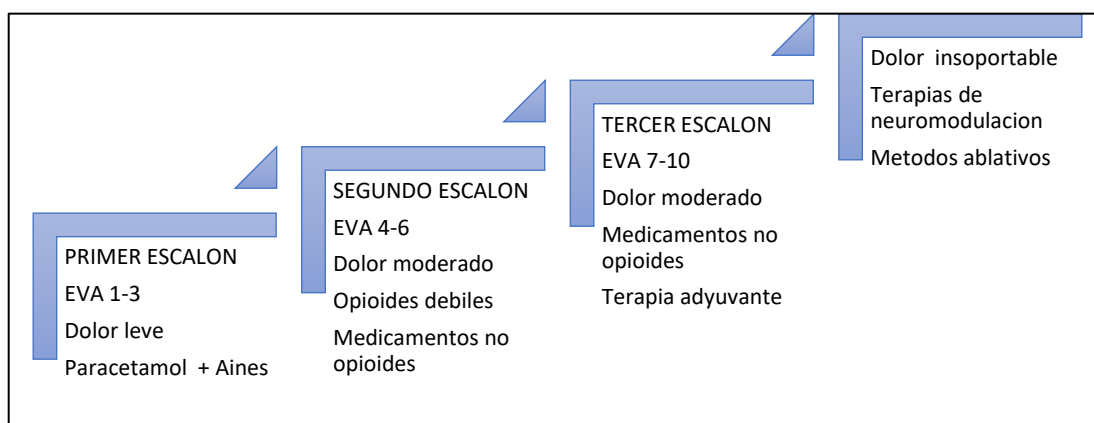 PRIMER ESCALON
EVA 1-3
Dolor leve
Paracetamol + Aines
SEGUNDO ESCALON
EVA 4-6
Dolor moderado
Opioides debiles
Medicamentos no
opioides
TERCER ESCALON
EVA 7-10
Dolor moderado
Medicamentos no
opioides
Terapia adyuvante
Dolor insoportable
Terapias de
neuromodulacion
Metodos ablativos